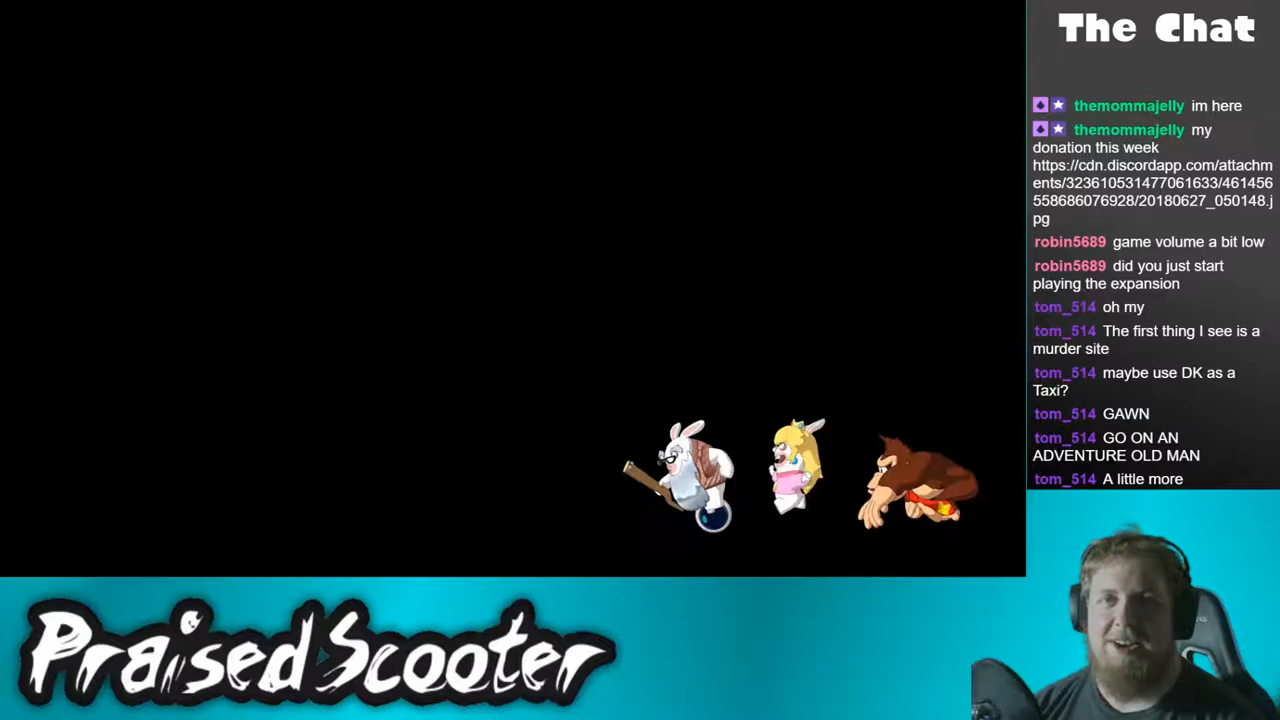 The Chat
themommajelly im here
themommajelly my
donation this week
https://cdn.discordapp.com/attachm
ents/323610531477061633/461456
558686076928/20180627_050148.j
pg
robin5689 game volume a bit low
robin5689 did you just start
playing the expansion
tom_514 oh my
tom_514 The first thing I see is a
murder site
tom_514 maybe use DK as a
Taxi?
tom_514 GAWN
tom_514 GO ON AN
ADVENTURE OLD MAN
tom_514 A little more
PraisedScooter